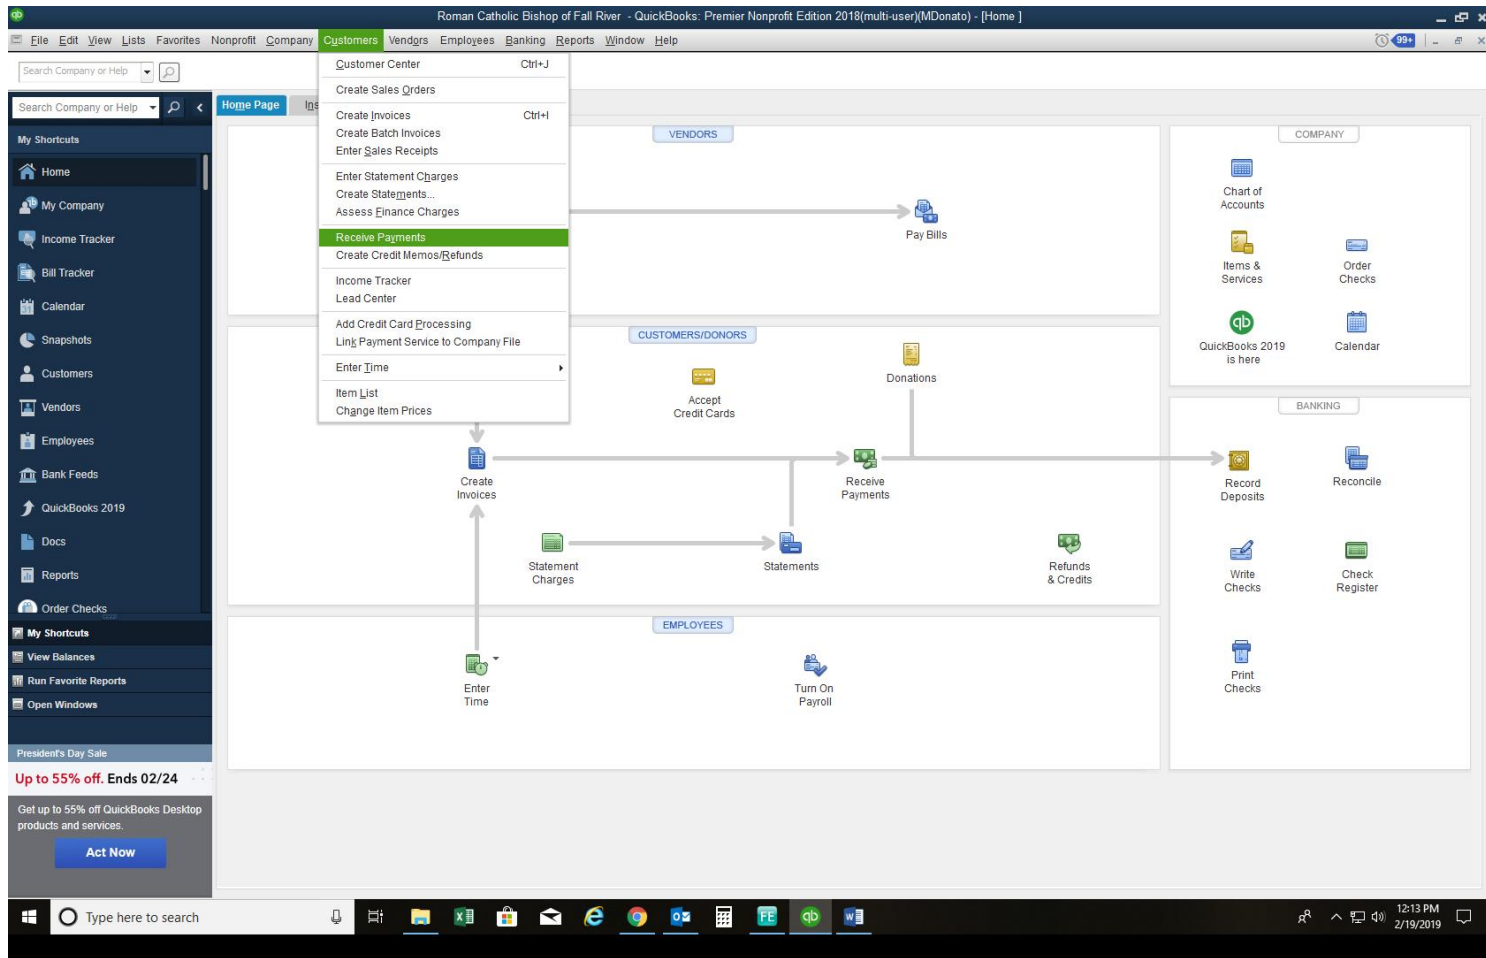 qb
Roman Catholic Bishop of Fall River - QuickBooks: Premier Nonprofit Edition 2018(multi-user)(MDonato) - [Home ]
File Edit View Lists Favorites Nonprofit Company Customers Vendors Employees Banking Reports Window Help
99+
Search Company or Help
Search Company or Help
Home Page
Ins
My Shortcuts
Home
My Company
Income Tracker
Bill Tracker
Calendar
Snapshots
Customers
Vendors
Employees
Bank Feeds
QuickBooks 2019
Docs
Reports
Order Checks
My Shortcuts
View Balances
Run Favorite Reports
Open Windows
President's Day Sale
Up to 55% off. Ends 02/24
Get up to 55% off QuickBooks Desktop
products and services.
Act Now
Customer Center Ctrl+J
Create Sales Orders
Create Invoices Ctrl+I
Create Batch Invoices
Enter Sales Receipts
Enter Statement Charges
Create Statements...
Assess Finance Charges
Receive Payments
Create Credit Memos/Refunds
Income Tracker
Lead Center
Add Credit Card Processing
Link Payment Service to Company File
Enter Time
Item List
Change Item Prices
VENDORS
Pay Bills
CUSTOMERS/DONORS
Accept
Credit Cards
Donations
Create
Invoices
Receive
Payments
Statement
Charges
Statements
Refunds
& Credits
EMPLOYEES
Enter
Time
Turn On
Payroll
COMPANY
Chart of
Accounts
Items &
Services
Order
Checks
qb
QuickBooks 2019
is here
Calendar
BANKING
Record
Deposits
Reconcile
Write
Checks
Check
Register
Print
Checks
Type here to search
FE
qb
12:13 PM
2/19/2019